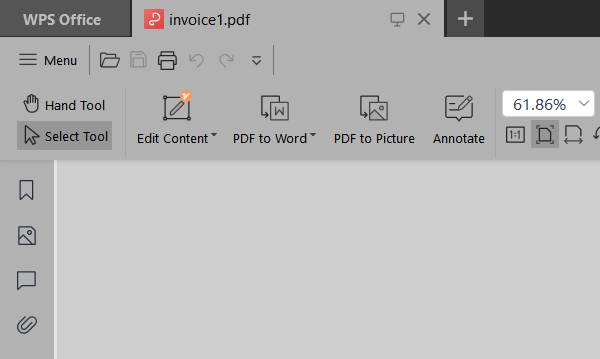 WPS Office
invoice1.pdf
Menu
Hand Tool
Select Tool
Edit Content
PDF to Word
PDF to Picture
Annotate
61.86%
1:1